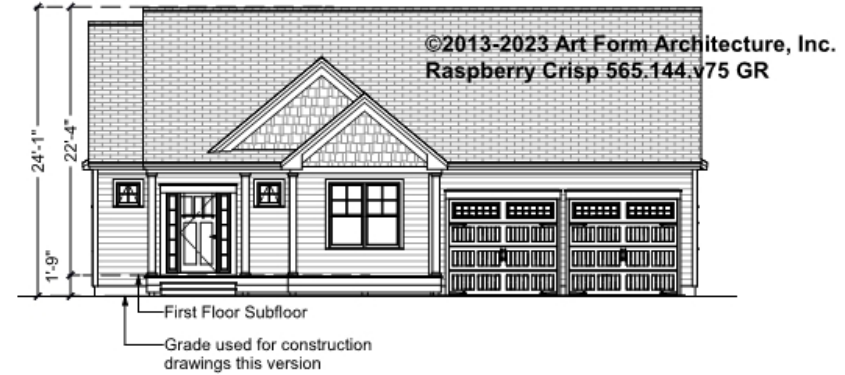 ©2013-2023 Art Form Architecture, Inc.
Raspberry Crisp 565.144.v75 GR
24'-1"
22'-4"
1'-9"
First Floor Subfloor
Grade used for construction
drawings this version